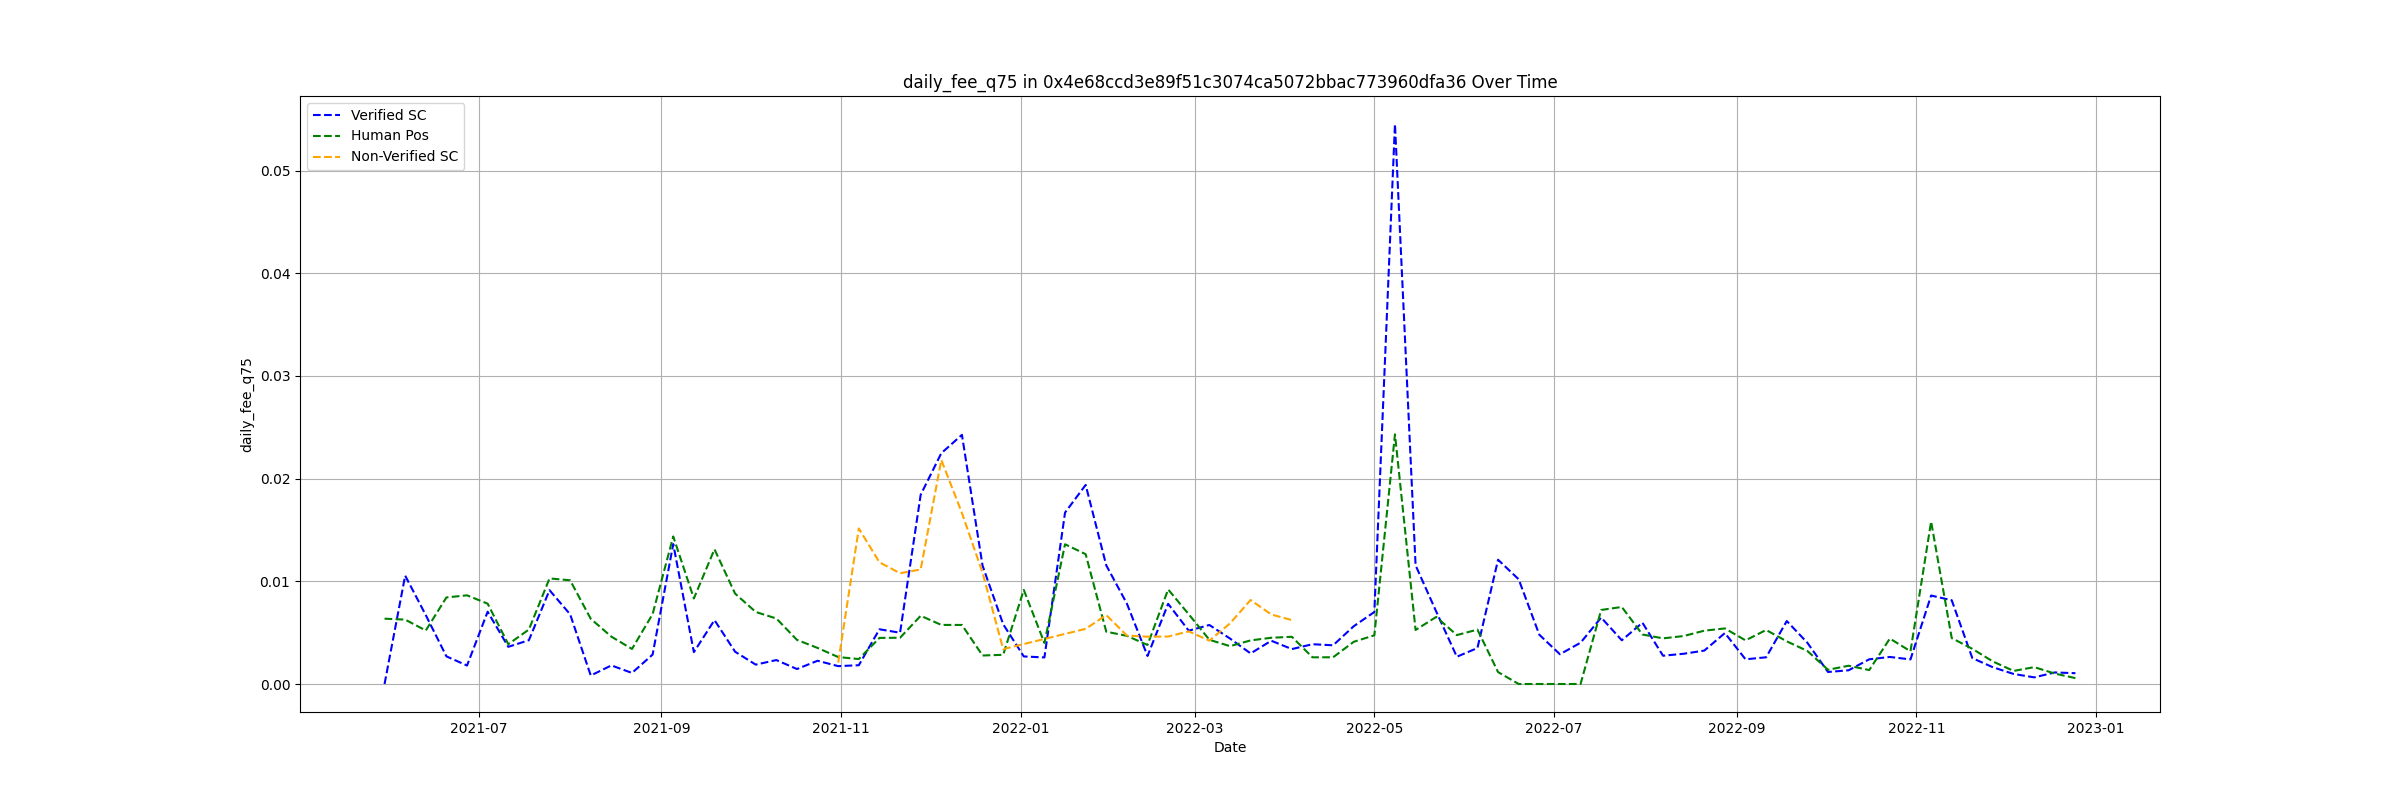 daily_fee_q75 in 0x4e68ccd3e89f51c3074ca5072bbac773960dfa36 Over Time
Verified SC
Human Pos
Non-Verified SC
daily_fee_q75
0.05
0.04
0.03
0.02
0.01
0.00
2021-07
2021-09
2021-11
2022-01
2022-03
2022-05
2022-07
2022-09
2022-11
2023-01
Date